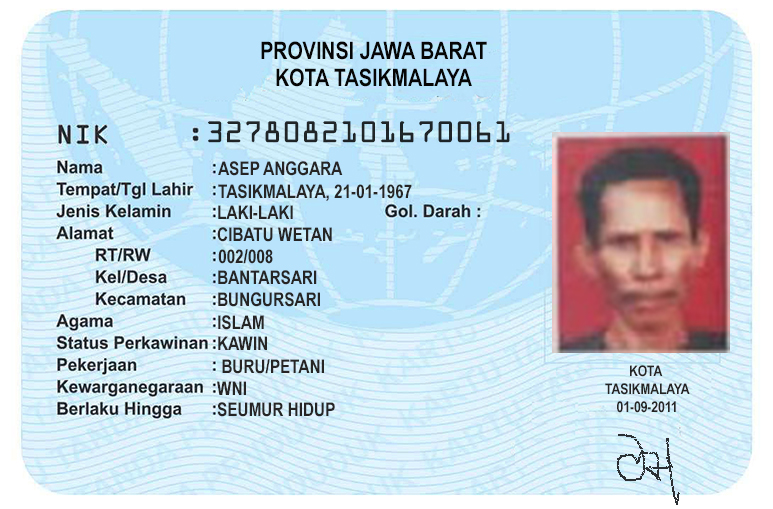 PROVINSI JAWA BARAT
KOTA TASIKMALAYA
NIK :3278082101670061
Nama :ASEP ANGGARA
Tempat/Tgl Lahir :TASIKMALAYA, 21-01-1967
Jenis Kelamin :LAKI-LAKI Gol. Darah :
Alamat :CIBATU WETAN
RT/RW :002/008
Kel/Desa :BANTARSARI
Kecamatan :BUNGURSARI
Agama :ISLAM
Status Perkawinan :KAWIN
Pekerjaan : BURU/PETANI
Kewarganegaraan :WNI
Berlaku Hingga :SEUMUR HIDUP
KOTA
TASIKMALAYA
01-09-2011